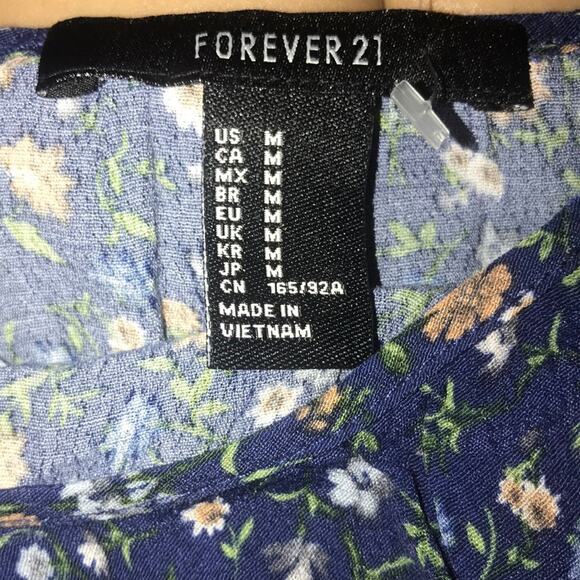 FOREVER 21
US M
CA M
MX M
BR M
EU M
UK M
KR M
JP M
CN 165/92A
MADE IN
VIETNAM